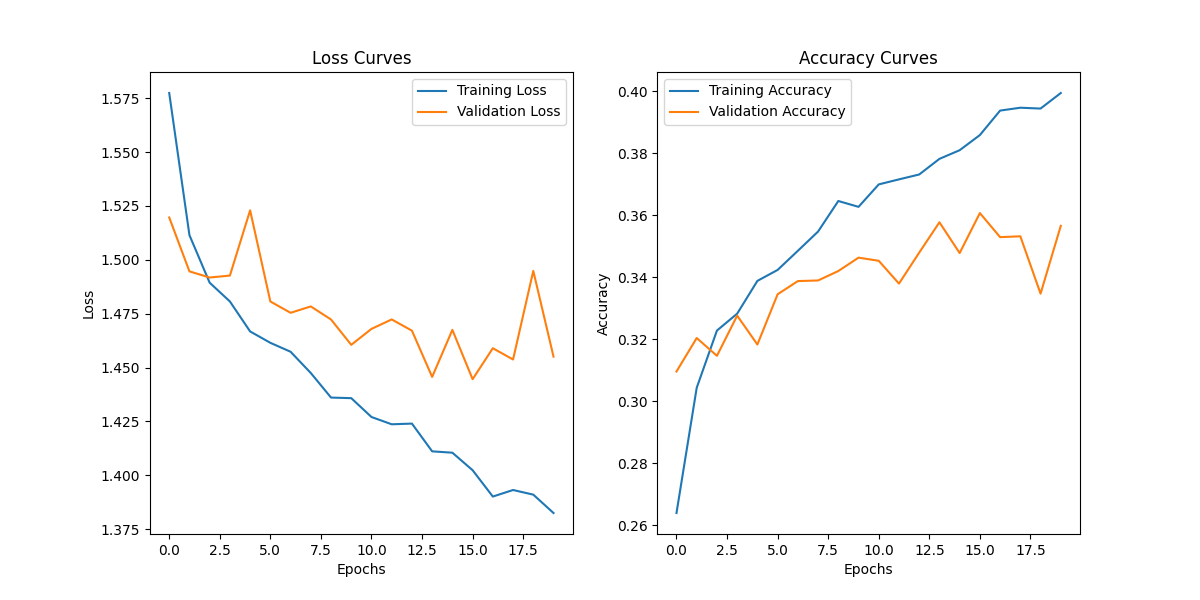 Loss Curves
Training Loss
Validation Loss
1.575
1.550
1.525
1.500
1.475
1.450
1.425
1.400
1.375
Loss
0.0 2.5 5.0 7.5 10.0 12.5 15.0 17.5
Epochs
Accuracy Curves
Training Accuracy
Validation Accuracy
0.40
0.38
0.36
0.34
0.32
0.30
0.28
0.26
Accuracy
0.0 2.5 5.0 7.5 10.0 12.5 15.0 17.5
Epochs